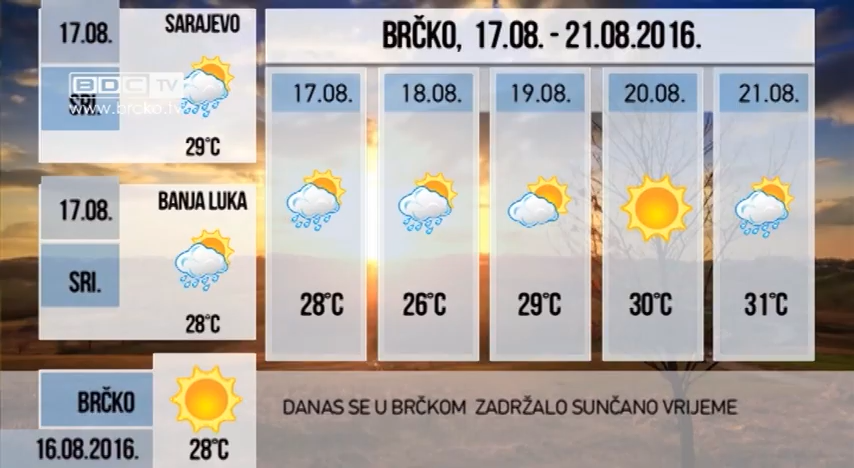 17.08.
SARAJEVO
BDC TV
SRI.
www.brcko.tv
29°C
17.08.
BANJA LUKA
SRI.
28°C
BRČKO
16.08.2016.
28°C
BRČKO, 17.08. - 21.08.2016.
17.08. 18.08. 19.08. 20.08. 21.08.
28°C 26°C 29°C 30°C 31°C
DANAS SE U BRČKOM ZADRŽALO SUNČANO VRIJEME